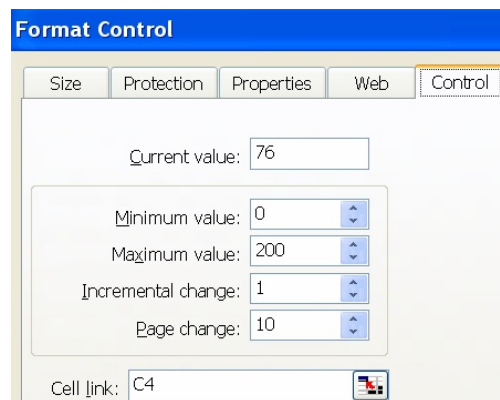 Format Control
Size Protection Properties Web Control
Current value: 76
Minimum value: 0
Maximum value: 200
Incremental change: 1
Page change: 10
Cell link: C4